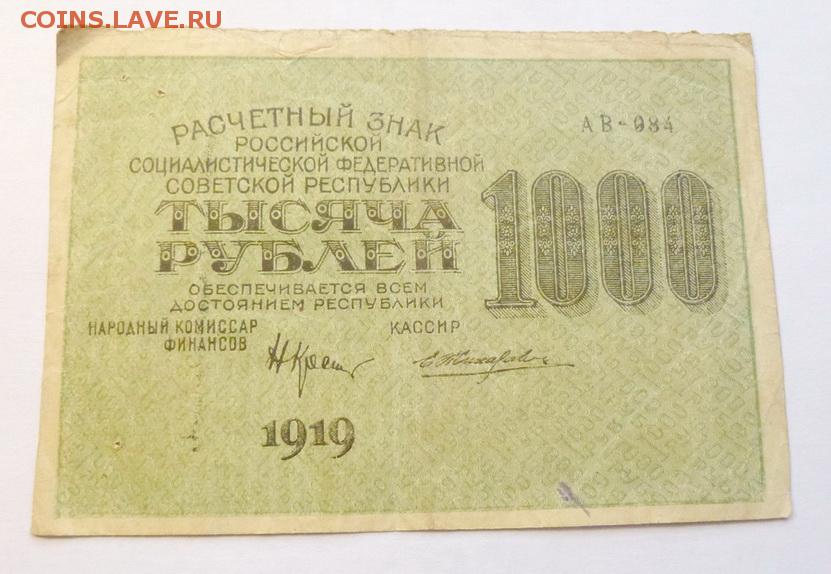 COINS.LAVE.RU
РАСЧЕТНЫЙ ЗНАК
РОССИЙСКОЙ
СОЦИАЛИСТИЧЕСКОЙ ФЕДЕРАТИВНОЙ
СОВЕТСКОЙ РЕСПУБЛИКИ
АВ-084
ТЫСЯЧА
РУБЛЕЙ
1000
ОБЕСПЕЧИВАЕТСЯ ВСЕМ
ДОСТОЯНИЕМ РЕСПУБЛИКИ
НАРОДНЫЙ КОМИССАР
ФИНАНСОВ
КАССИР
1919